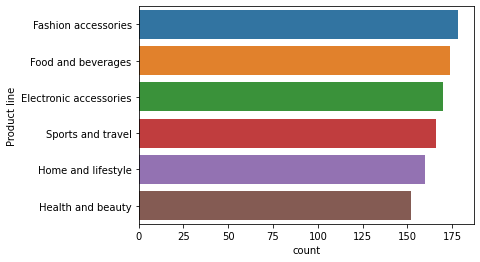 Product line
Fashion accessories
Food and beverages
Electronic accessories
Sports and travel
Home and lifestyle
Health and beauty
0 25 50 75 100 125 150 175
count